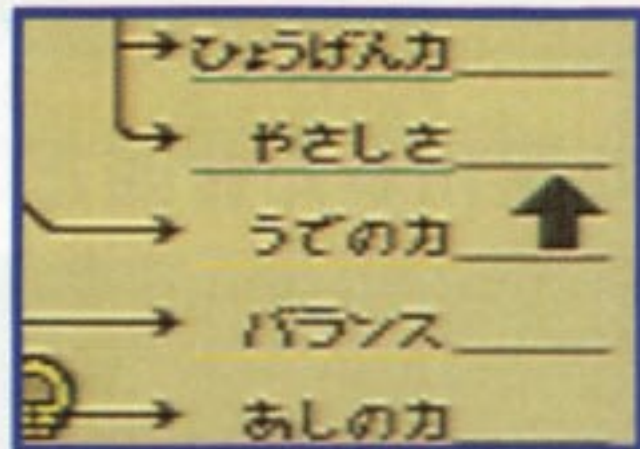 ひょうげん力
やさしさ
うでの力
バランス
あしの力